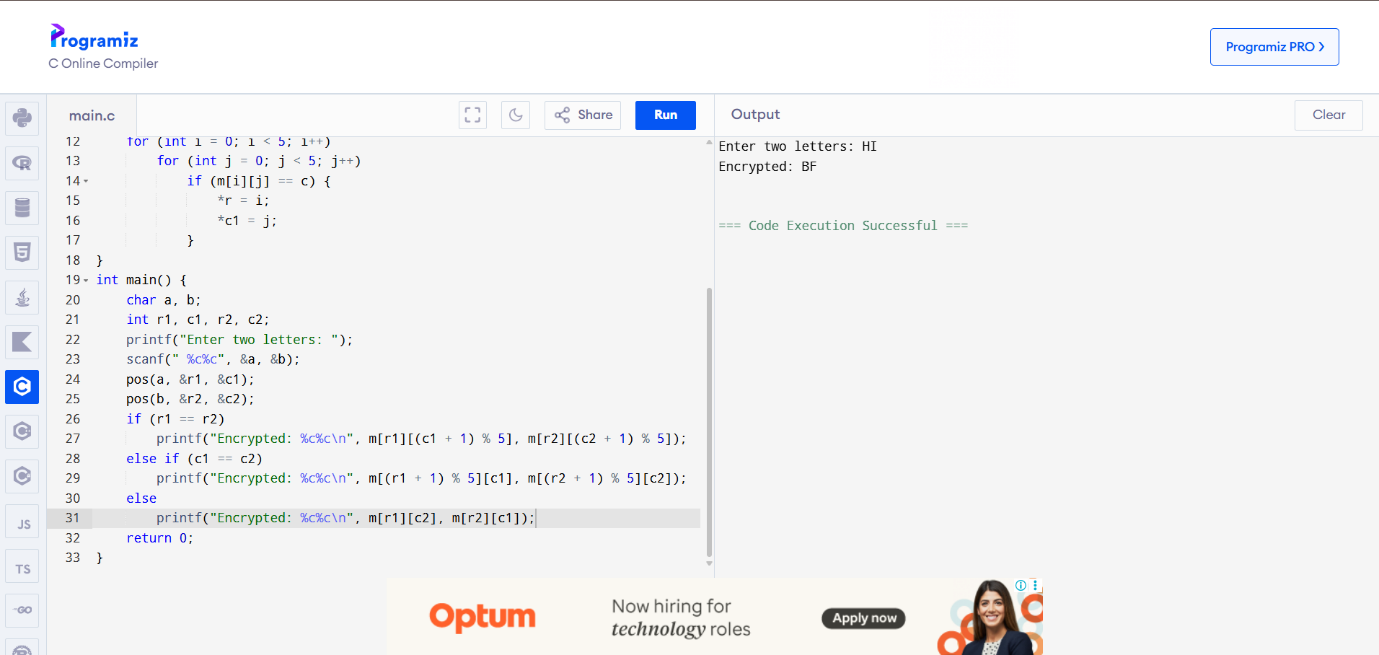 Programiz
C Online Compiler
Programiz PRO >
main.c
Share
Run
Output
Clear
12 for (int i = 0; i < 5; i++)
13 for (int j = 0; j < 5; j++)
14 if (m[i][j] == c) {
15 *r = i;
16 *c1 = j;
17 }
18 }
19 int main() {
20 char a, b;
21 int r1, c1, r2, c2;
22 printf("Enter two letters: ");
23 scanf(" %c%c", &a, &b);
24 pos(a, &r1, &c1);
25 pos(b, &r2, &c2);
26 if (r1 == r2)
27 printf("Encrypted: %c%c\n", m[r1][(c1 + 1) % 5], m[r2][(c2 + 1) % 5]);
28 else if (c1 == c2)
29 printf("Encrypted: %c%c\n", m[(r1 + 1) % 5][c1], m[(r2 + 1) % 5][c2]);
30 else
31 printf("Encrypted: %c%c\n", m[r1][c2], m[r2][c1]);
32 return 0;
33 }
Enter two letters: HI
Encrypted: BF
=== Code Execution Successful ===
JS
TS
GO
Optum
Now hiring for
technology roles
Apply now